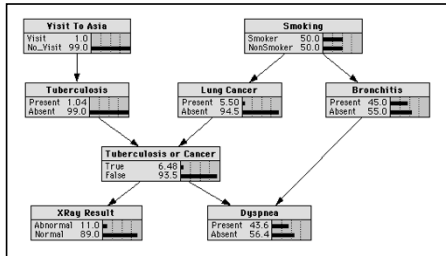 Visit To Asia
Visit 1.0
No_Visit 99.0
Smoking
Smoker 50.0
NonSmoker 50.0
Tuberculosis
Present 1.04
Absent 99.0
Lung Cancer
Present 5.50
Absent 94.5
Bronchitis
Present 45.0
Absent 55.0
Tuberculosis or Cancer
True 6.48
False 93.5
XRay Result
Abnormal 11.0
Normal 89.0
Dyspnea
Present 43.6
Absent 56.4